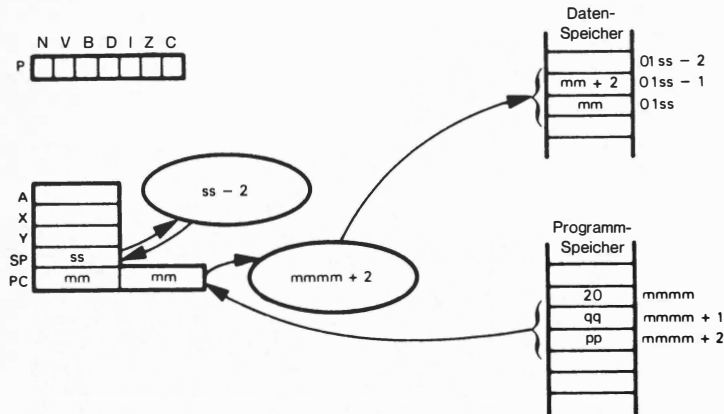 N V B D I Z C
P
Daten-
Speicher
01ss - 2
mm + 2 01ss - 1
mm 01ss
A
X
Y
SP ss
PC mm mm
ss - 2
mmmm + 2
Programm-
Speicher
20 mmmm
qq mmmm + 1
pp mmmm + 2